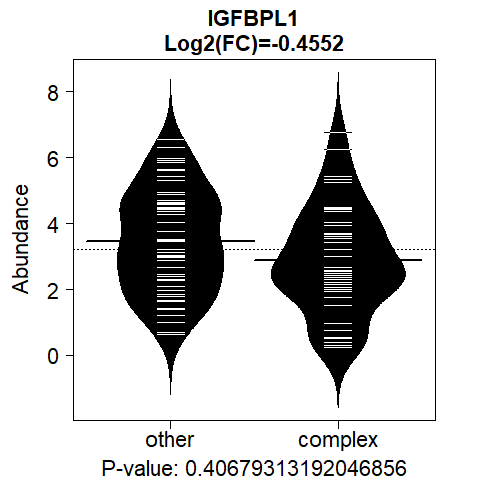 IGFBPL1
Log2(FC)=-0.4552
Abundance
8
6
4
2
0
other complex
P-value: 0.40679313192046856